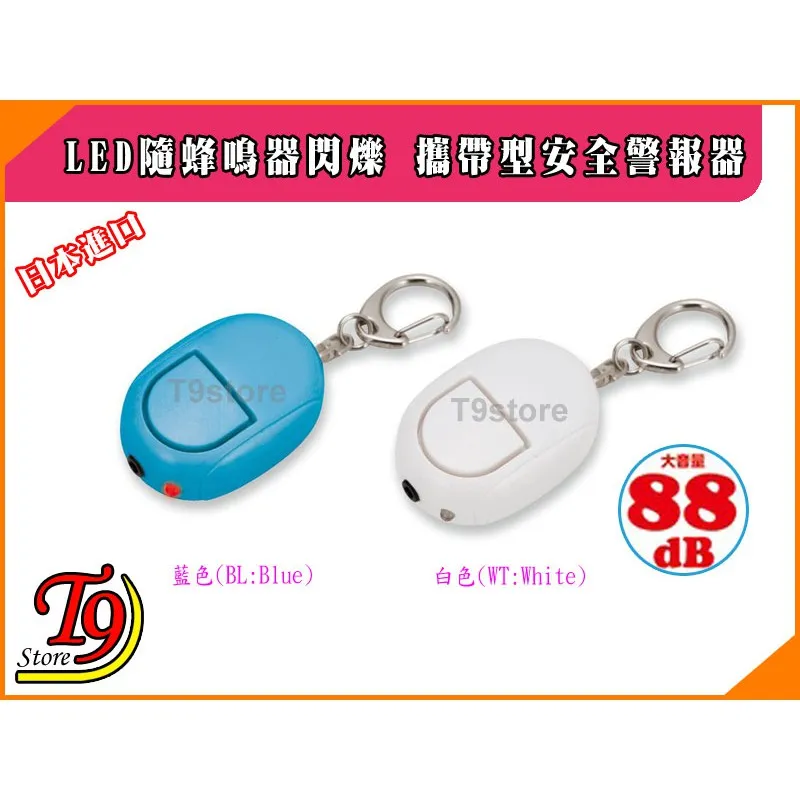 LED隨蜂鳴器閃爍 攜帶型安全警報器
日本進口
T9store
T9store
大音量
88
dB
藍色(BL:Blue)
白色(WT:White)
T9
Store